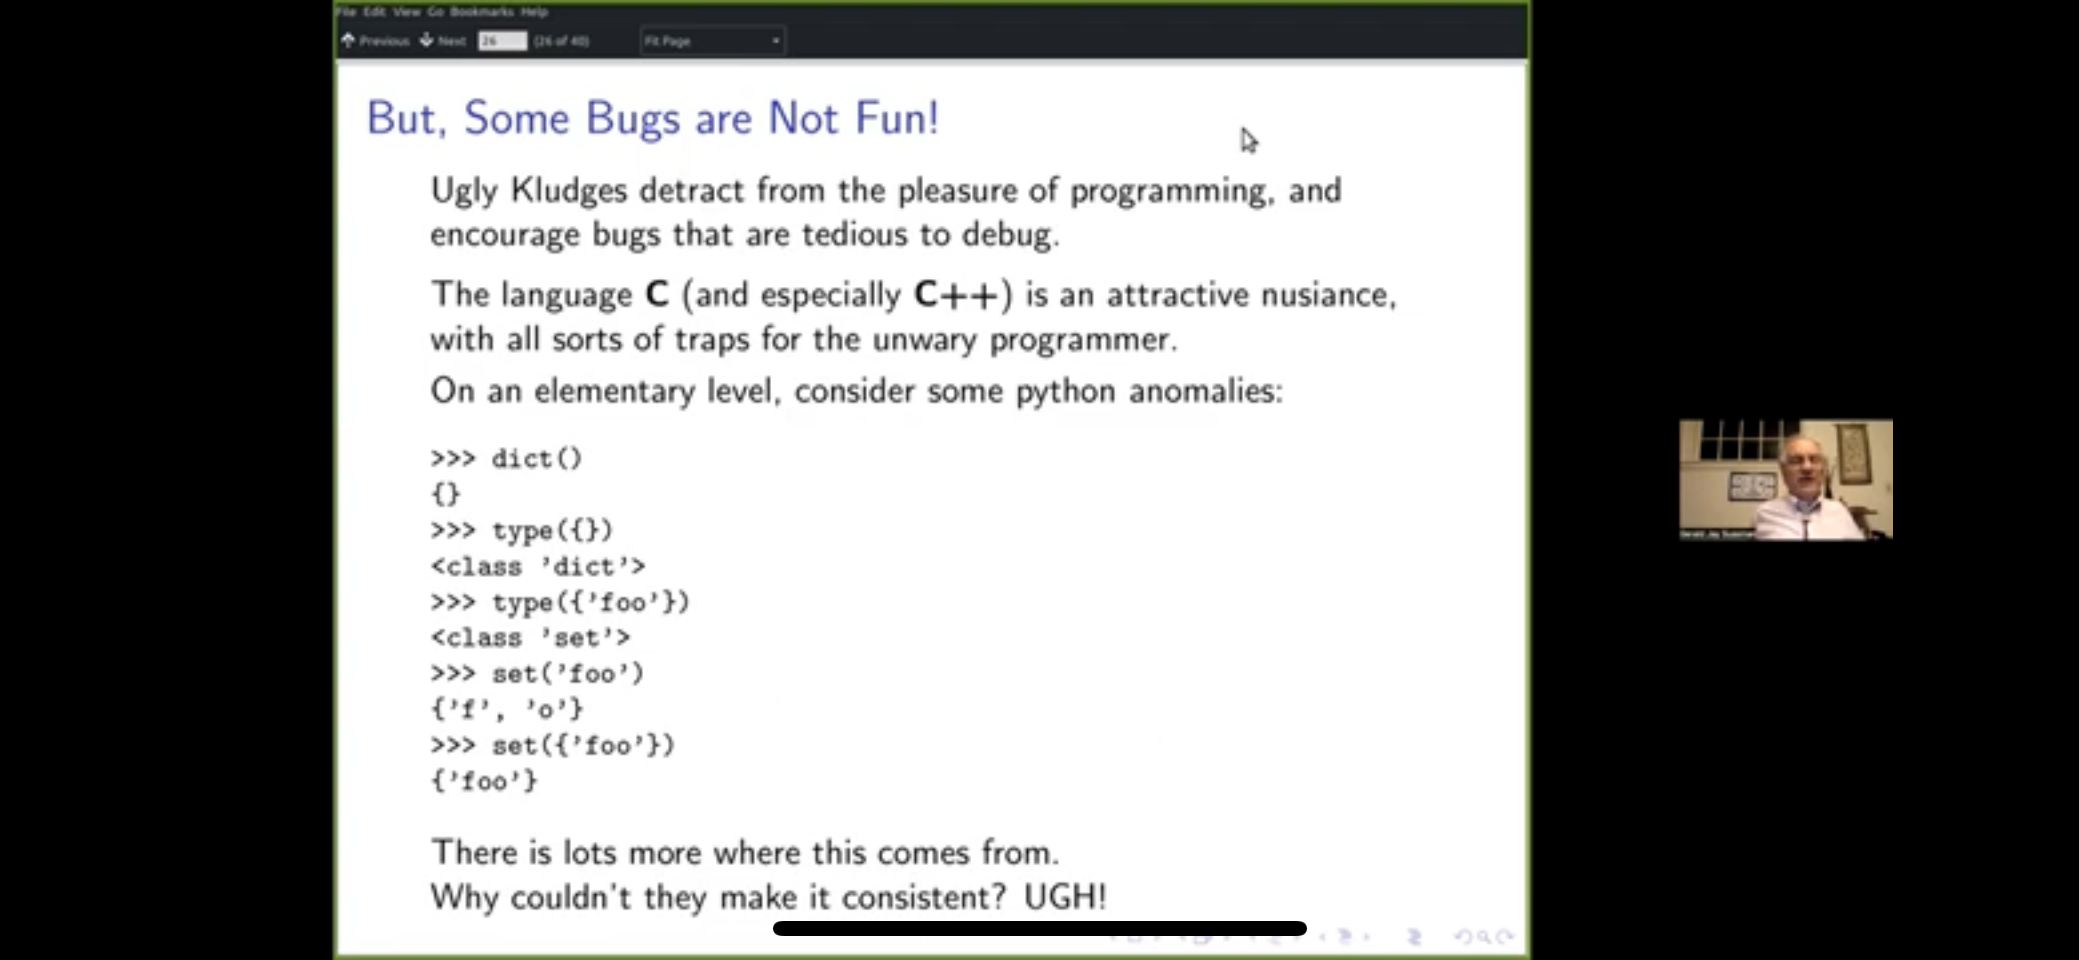 File Edit View Go Bookmarks Help
Previous Next 26 (26 of 40) Fit Page
But, Some Bugs are Not Fun!
Ugly Kludges detract from the pleasure of programming, and
encourage bugs that are tedious to debug.
The language C (and especially C++) is an attractive nusiance,
with all sorts of traps for the unwary programmer.
On an elementary level, consider some python anomalies:
>>> dict()
{}
>>> type({})
<class 'dict'>
>>> type({'foo'})
<class 'set'>
>>> set('foo')
{'f', 'o'}
>>> set({'foo'})
{'foo'}
There is lots more where this comes from.
Why couldn't they make it consistent? UGH!
Gerald Jay Sussman